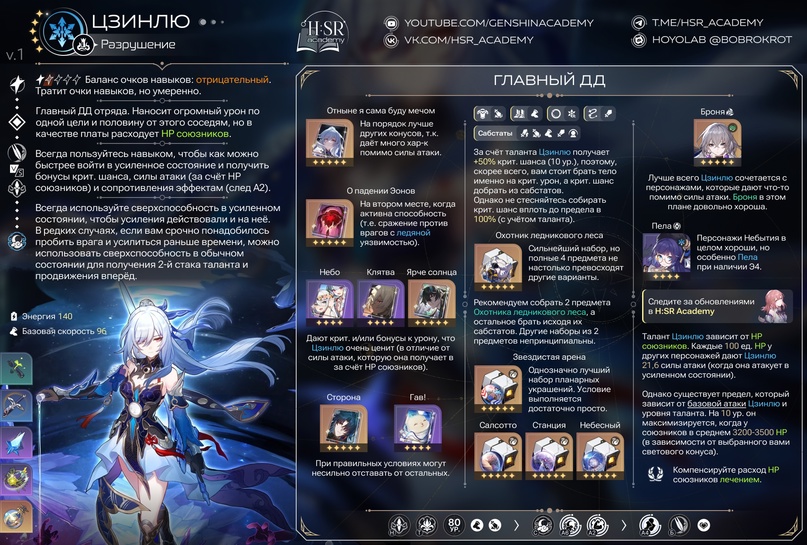 v.1
ЦЗИНЛЮ
Разрушение
H:SR
academy
YOUTUBE.COM/GENSHINACADEMY
VK.COM/HSR_ACADEMY
T.ME/HSR_ACADEMY
HOYOLAB @BOBROKROT
Баланс очков навыков: отрицательный.
Тратит очки навыков, но умеренно.
Главный ДД отряда. Наносит огромный урон по
одной цели и половину от этого соседям, но в
качестве платы расходует HP союзников.
Всегда пользуйтесь навыком, чтобы как можно
быстрее войти в усиленное состояние и получить
бонусы крит. шанса, силы атаки (за счёт HP
союзников) и сопротивления эффектам (след А2).
Всегда используйте сверхспособность в усиленном
состоянии, чтобы усиления действовали и на неё.
В редких случаях, если вам срочно понадобилось
пробить врага и усилиться раньше времени, можно
использовать сверхспособность в обычном
состоянии для получения 2-й стака таланта и
продвижения вперёд.
Энергия 140
Базовая скорость 96
ГЛАВНЫЙ ДД
Отныне я сама буду мечом
На порядок лучше
других конусов, т.к.
даёт много хар-к
помимо силы атаки.
О падении Эонов
На втором месте, когда
активна способность
(т.е. сражение против
врагов с ледяной
уязвимостью).
Небо
Клятва
Ярче солнца
Дают крит. и/или бонусы к урону, что
Цзинлю очень ценит (в отличие от
силы атаки, которую она получает в
за счёт HP союзников).
Сторона
Гав!
При правильных условиях могут
несильно отставать от остальных.
Сабстаты
За счёт таланта Цзинлю получает
+50% крит. шанса (10 ур.), поэтому,
скорее всего, вам стоит брать тело
именно на крит. урон, а крит. шанс
добрать из сабстатов.
Однако не стесняйтесь собирать
крит. шанс вплоть до предела в
100% (с учётом таланта).
Охотник ледникового леса
Сильнейший набор, но
полные 4 предмета не
настолько превосходят
другие варианты.
Рекомендуем собрать 2 предмета
Охотника ледникового леса, а
остальное брать исходя их
сабстатов. Другие наборы из 2
предметов непринципиальны.
Звездистая арена
Однозначно лучший
набор планарных
украшений. Условие
выполняется
достаточно просто.
Салсотто
Станция
Небесный
Броня
Лучше всего Цзинлю сочетается с
персонажами, которые дают что-то
помимо силы атаки. Броня в этом
плане довольно хороша.
Пела
Персонажи Небытия в
целом хороши, но
особенно Пела
при наличии Э4.
Следите за обновлениями
в H:SR Academy
Талант Цзинлю зависит от HP
союзников. Каждые 100 ед. HP у
других персонажей дают Цзинлю
21,6 силы атаки (когда она атакует в
усиленном состоянии).
Однако существует предел, который
зависит от базовой атаки Цзинлю и
уровня таланта. На 10 ур. он
максимизируется, когда у
союзников в среднем 3200-3500 HP
(в зависимости от выбранного вами
светового конуса).
Компенсируйте расход HP
союзников лечением.
80
УР.